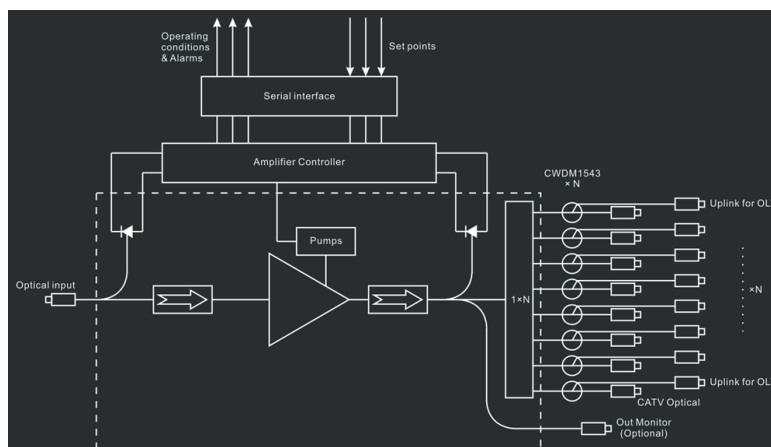 Operating
conditions
& Alarms
Set points
Serial interface
Amplifier Controller
CWDM1543
× N
Uplink for OL
Pumps
Optical input
1×N
×N
Uplink for OL
CATV Optical
Out Monitor
(Optional)